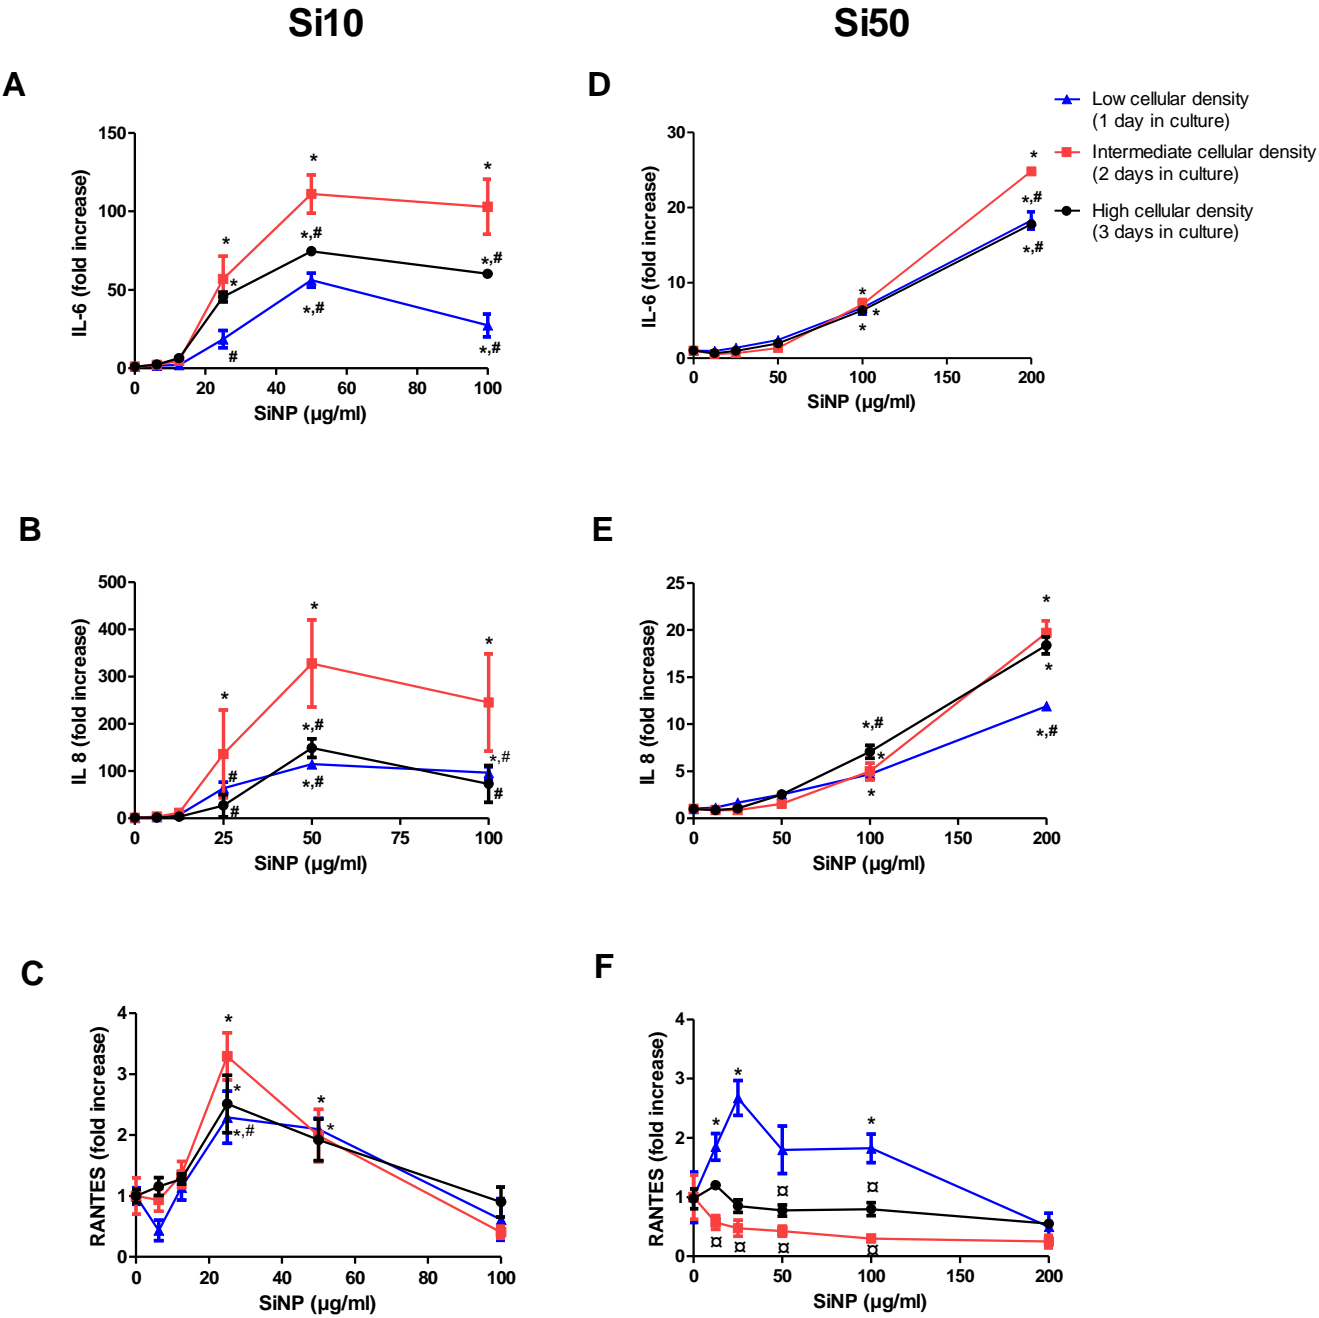 Si10
Si50
A
150
100
50
0
IL-6 (fold increase)
*
*
*
*
*,#
*,#
#
*,#
*,#
0 20 40 60 80 100
SiNP (µg/ml)
D
30
20
10
0
IL-6 (fold increase)
*
*,#
*,#
*
*
*
0 50 100 150 200
SiNP (µg/ml)
Low cellular density
(1 day in culture)
Intermediate cellular density
(2 days in culture)
High cellular density
(3 days in culture)
B
500
400
300
200
100
0
IL 8 (fold increase)
*
*
*
*,#
*,#
#
*,#
#
#
0 25 50 75 100
SiNP (µg/ml)
E
25
20
15
10
5
0
IL 8 (fold increase)
*
*
*,#
*,#
*
*
0 50 100 150 200
SiNP (µg/ml)
C
4
3
2
1
0
RANTES (fold increase)
*
*
*,#
*
*
0 20 40 60 80 100
SiNP (µg/ml)
F
4
3
2
1
0
RANTES (fold increase)
*
*
*
¤
¤
¤
¤
¤
¤
0 50 100 150 200
SiNP (µg/ml)